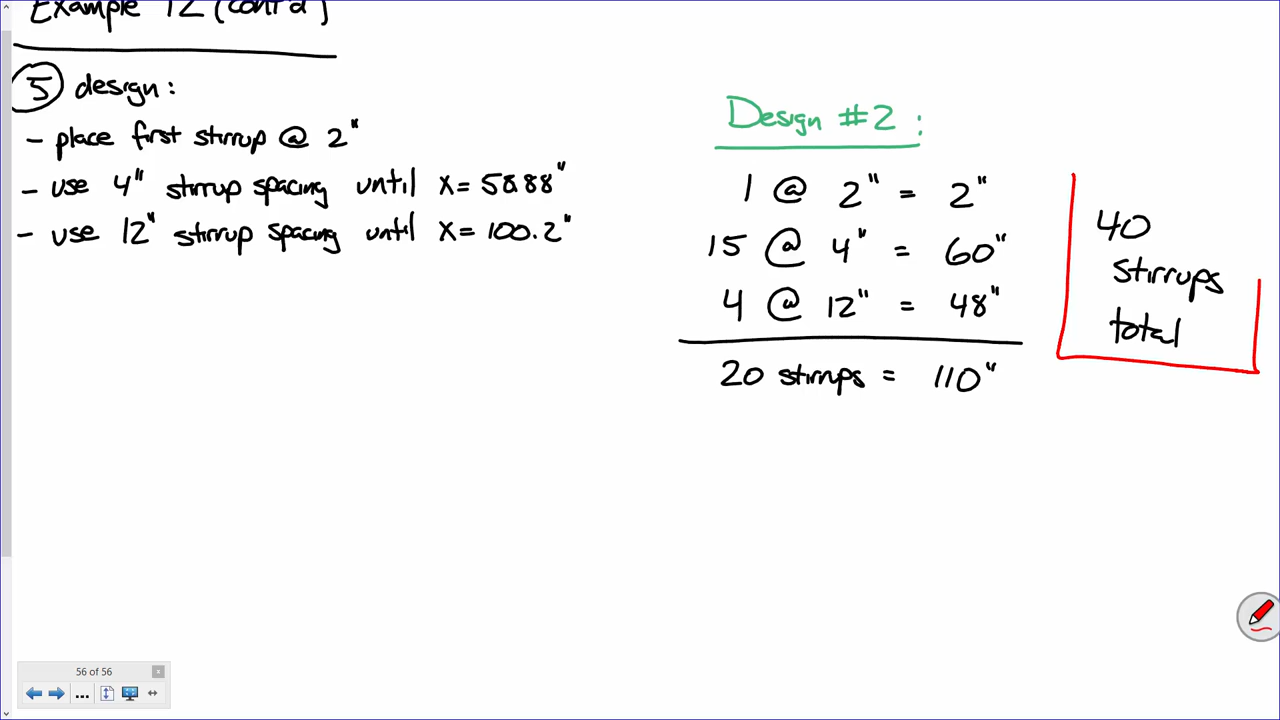 Example 12 (cont'd)
5 design:
- place first stirrup @ 2"
- use 4" stirrup spacing until x = 58.88"
- use 12" stirrup spacing until x = 100.2"
Design #2:
1 @ 2" = 2"
15 @ 4" = 60"
4 @ 12" = 48"
20 stirrups = 110"
40
stirrups
total
56 of 56